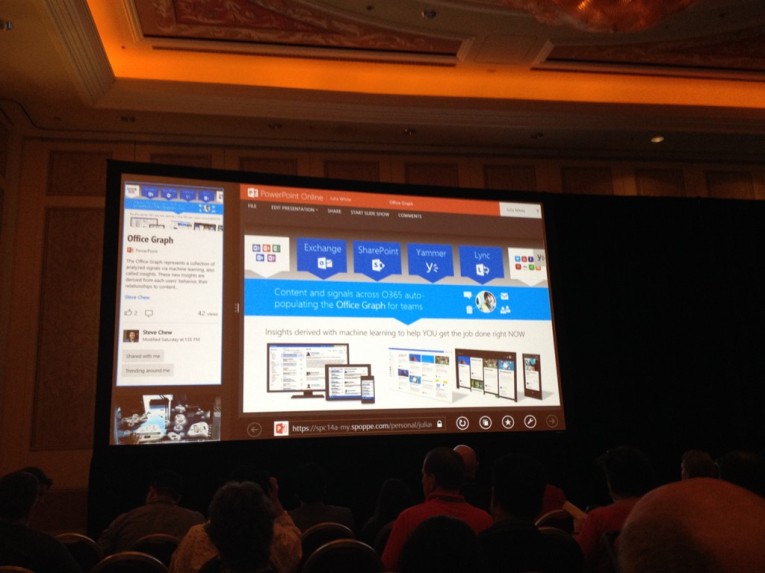 Office Graph
PowerPoint
The Office Graph represents a collection of
analyzed signals via machine learning, also
called insights. These new insights are
derived from each users' behavior, their
relationships to content...
Steve Chew
2
42 views
Steve Chew
Modified Saturday at 1:50 PM
Shared with me
Trending around me
PowerPoint Online
Julia White
Office Graph
Julia White
FILE
EDIT PRESENTATION
SHARE
START SLIDE SHOW
COMMENTS
Exchange
SharePoint
Yammer
Lync
Content and signals across O365 auto-
populating the Office Graph for teams
Insights derived with machine learning to help YOU get the job done right NOW
https://spc14a-my.spoppe.com/personal/juliaw